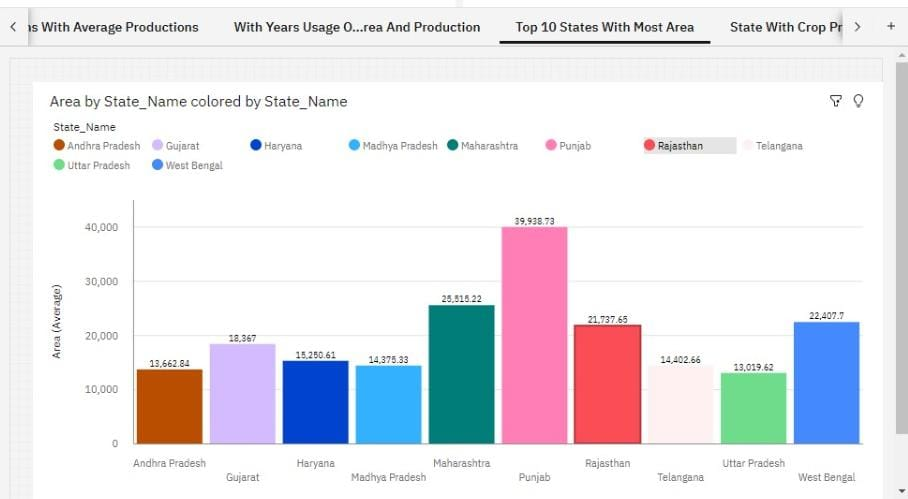 ns With Average Productions With Years Usage O...rea And Production Top 10 States With Most Area State With Crop Pr
Area by State_Name colored by State_Name
State_Name
Andhra Pradesh Gujarat Haryana Madhya Pradesh Maharashtra Punjab Rajasthan Telangana
Uttar Pradesh West Bengal
Area (Average)
40,000
30,000
20,000
10,000
0
13,662.84
18,367
15,250.61
14,375.33
25,515.22
39,938.73
21,737.65
14,402.66
13,019.62
22,407.7
Andhra Pradesh
Gujarat
Haryana
Madhya Pradesh
Maharashtra
Punjab
Rajasthan
Telangana
Uttar Pradesh
West Bengal